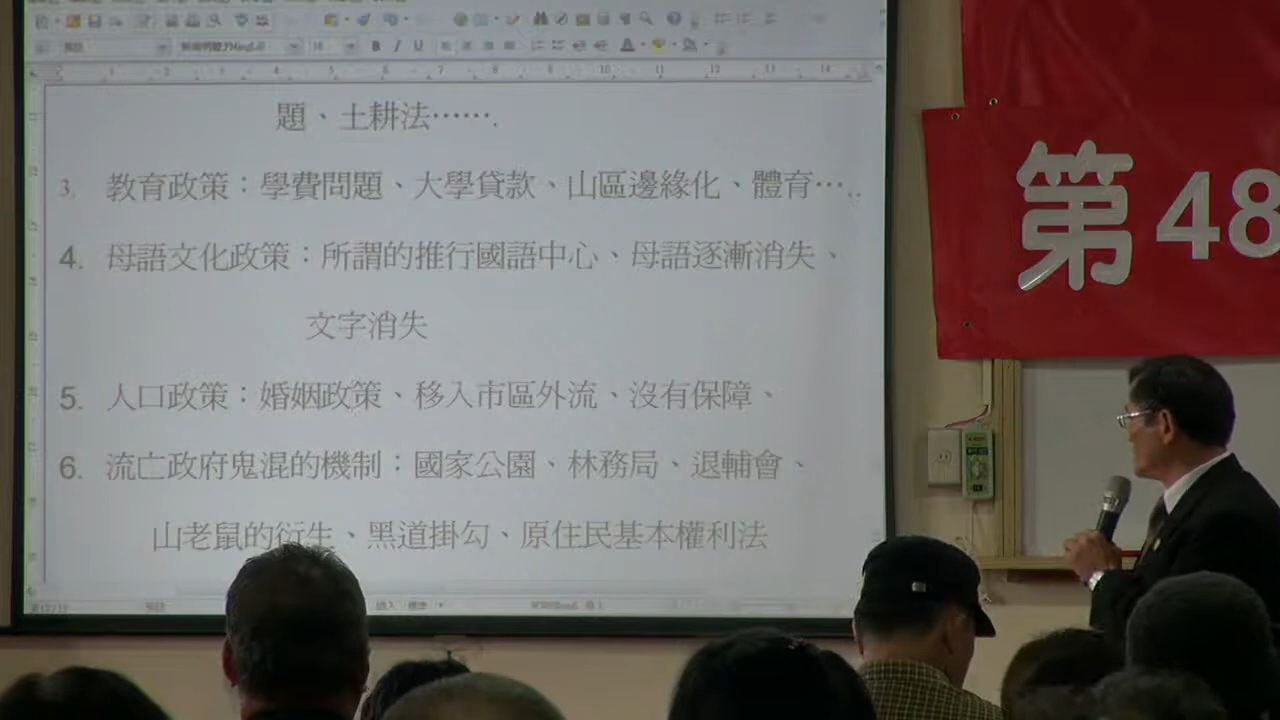 題、土耕法…….
3. 教育政策：學費問題、大學貸款、山區邊緣化、體育…..
4. 母語文化政策：所謂的推行國語中心、母語逐漸消失、
文字消失
5. 人口政策：婚姻政策、移入市區外流、沒有保障、
6. 流亡政府鬼混的機制：國家公園、林務局、退輔會、
山老鼠的衍生、黑道掛勾、原住民基本權利法
第48